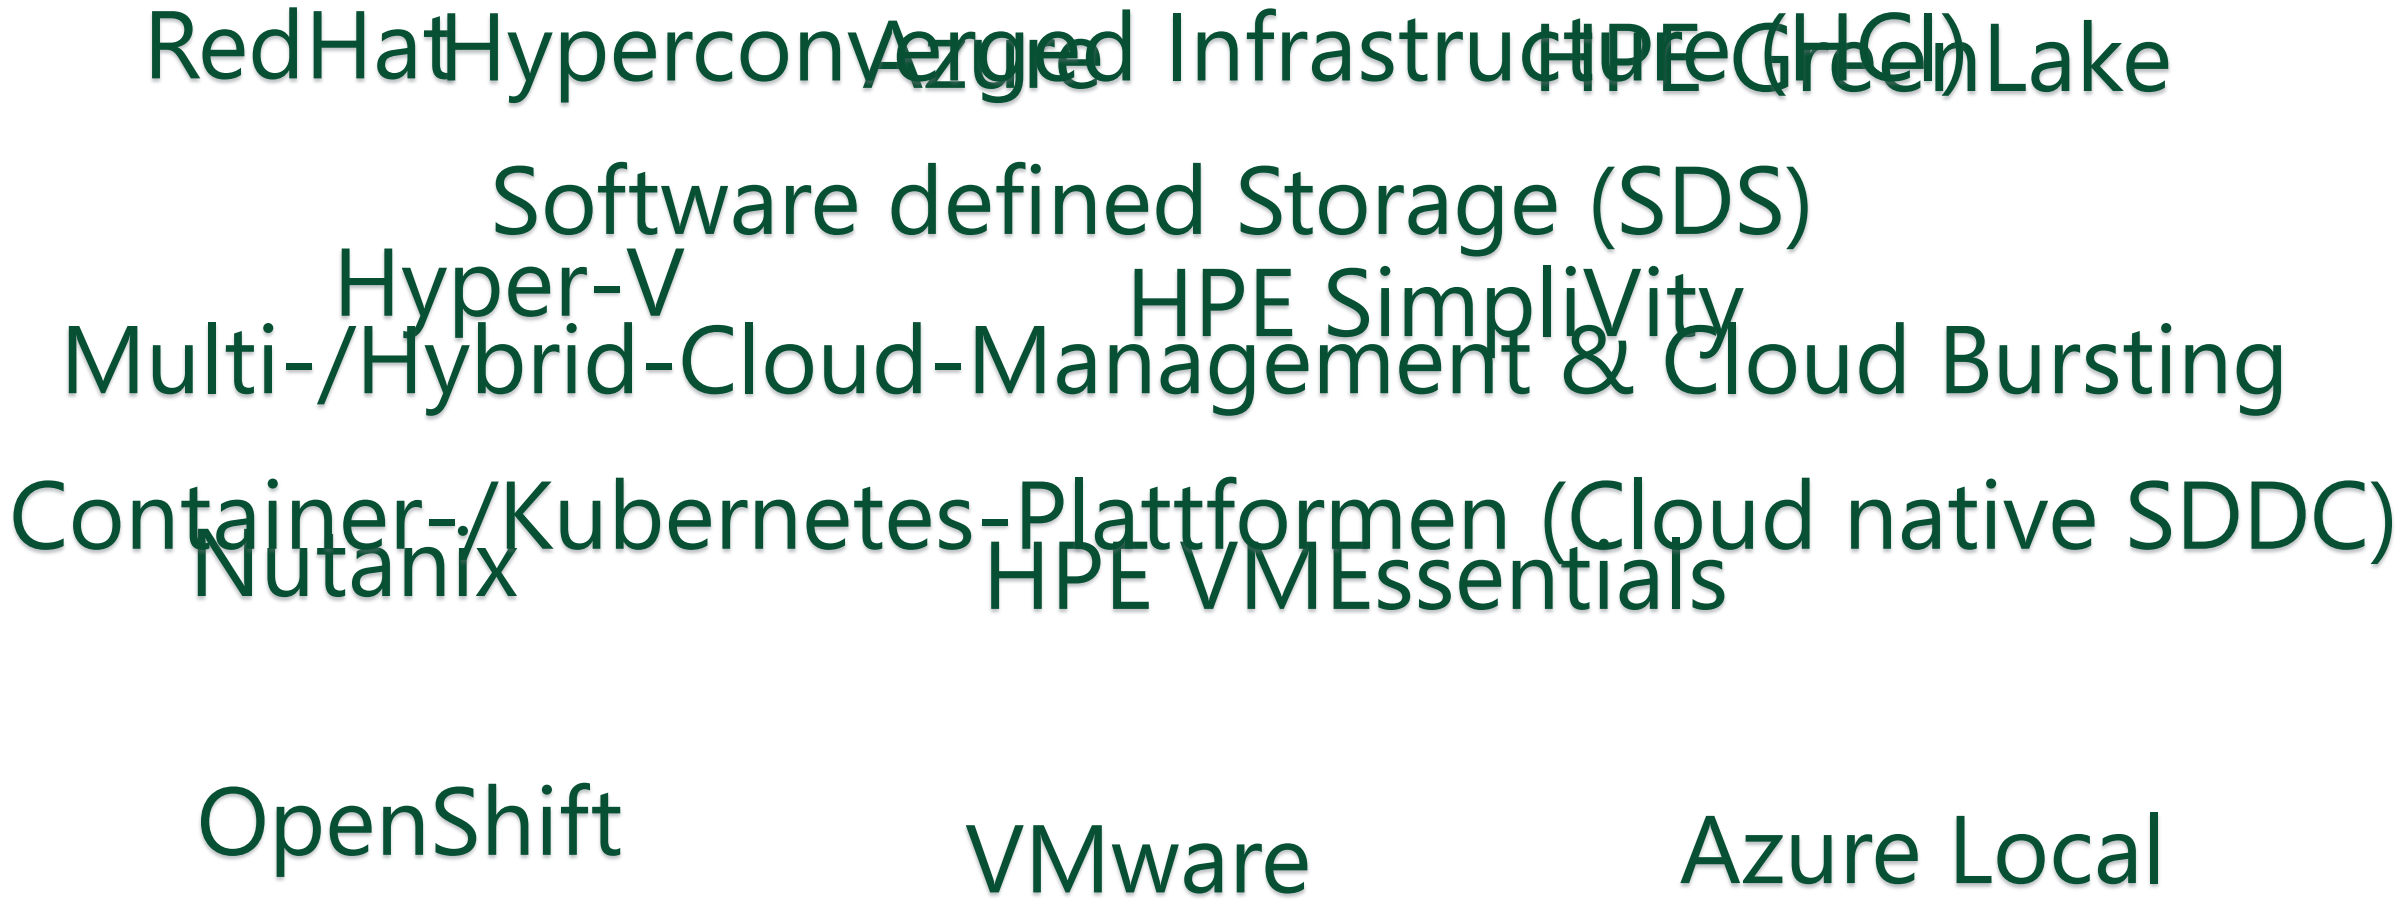 RedHat
Hyperconverged Infrastructure (HCI)
Azure
HPE GreenLake
Software defined Storage (SDS)
Hyper-V
HPE SimpliVity
Multi-/Hybrid-Cloud-Management & Cloud Bursting
Container-/Kubernetes-Plattformen (Cloud native SDDC)
Nutanix
HPE VMEssentials
OpenShift
VMware
Azure Local